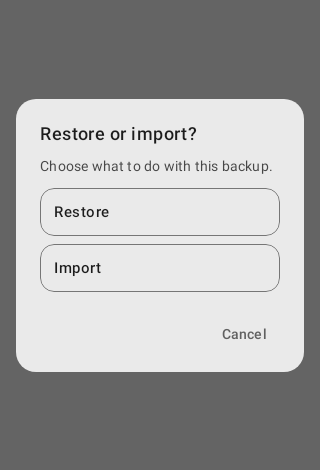 Restore or import?
Choose what to do with this backup.
Restore
Import
Cancel